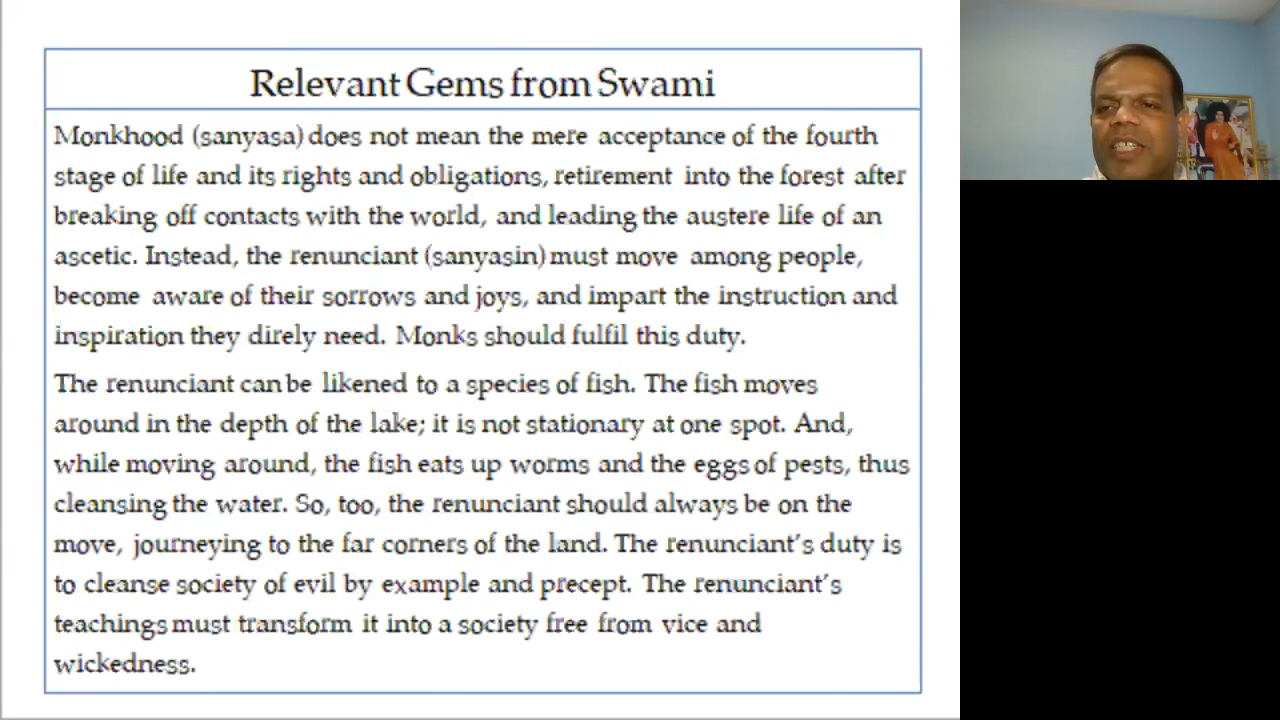 Relevant Gems from Swami
Monkhood (sanyasa) does not mean the mere acceptance of the fourth
stage of life and its rights and obligations, retirement into the forest after
breaking off contacts with the world, and leading the austere life of an
ascetic. Instead, the renunciant (sanyasin) must move among people,
become aware of their sorrows and joys, and impart the instruction and
inspiration they direly need. Monks should fulfil this duty.
The renunciant can be likened to a species of fish. The fish moves
around in the depth of the lake; it is not stationary at one spot. And,
while moving around, the fish eats up worms and the eggs of pests, thus
cleansing the water. So, too, the renunciant should always be on the
move, journeying to the far corners of the land. The renunciant's duty is
to cleanse society of evil by example and precept. The renunciant's
teachings must transform it into a society free from vice and
wickedness.